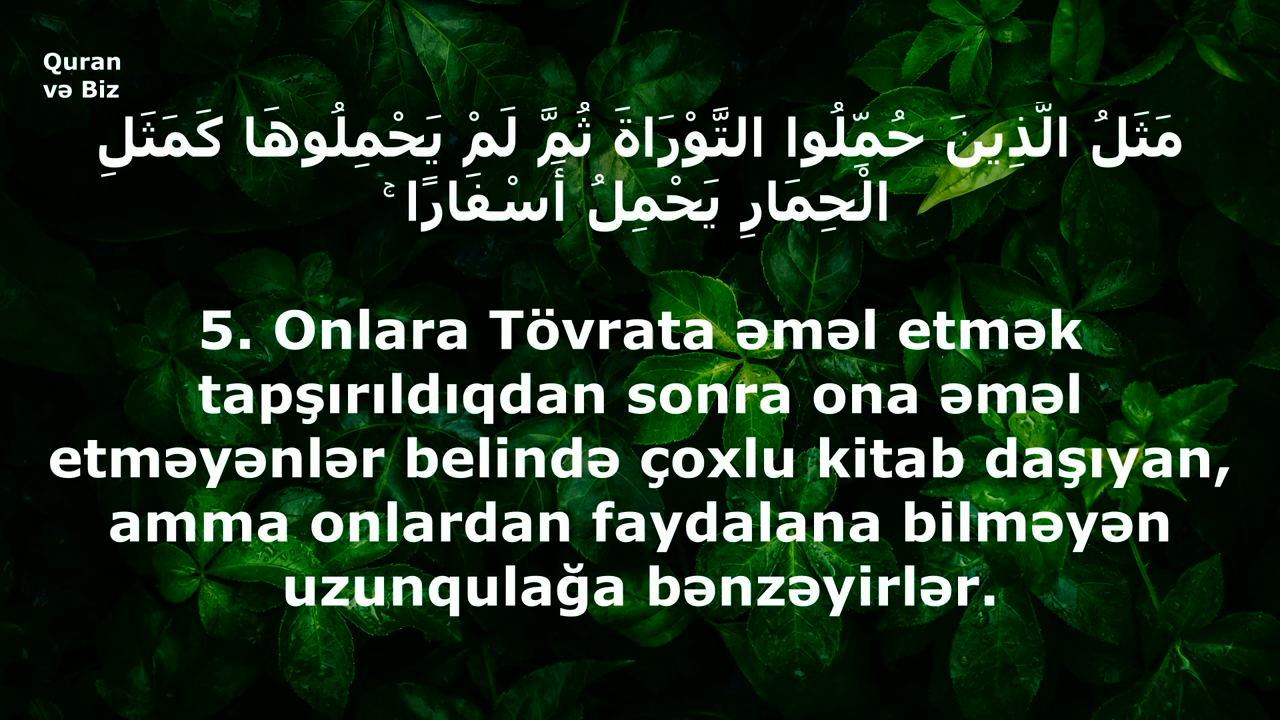 Quran
və Biz
مَثَلُ الَّذِينَ حُمِّلُوا التَّوْرَاةَ ثُمَّ لَمْ يَحْمِلُوهَا كَمَثَلِ
الْحِمَارِ يَحْمِلُ أَسْفَارًا ۚ
5. Onlara Tövrata əməl etmək
tapşırıldıqdan sonra ona əməl
etməyənlər belində çoxlu kitab daşıyan,
amma onlardan faydalana bilməyən
uzunqulağa bənzəyirlər.